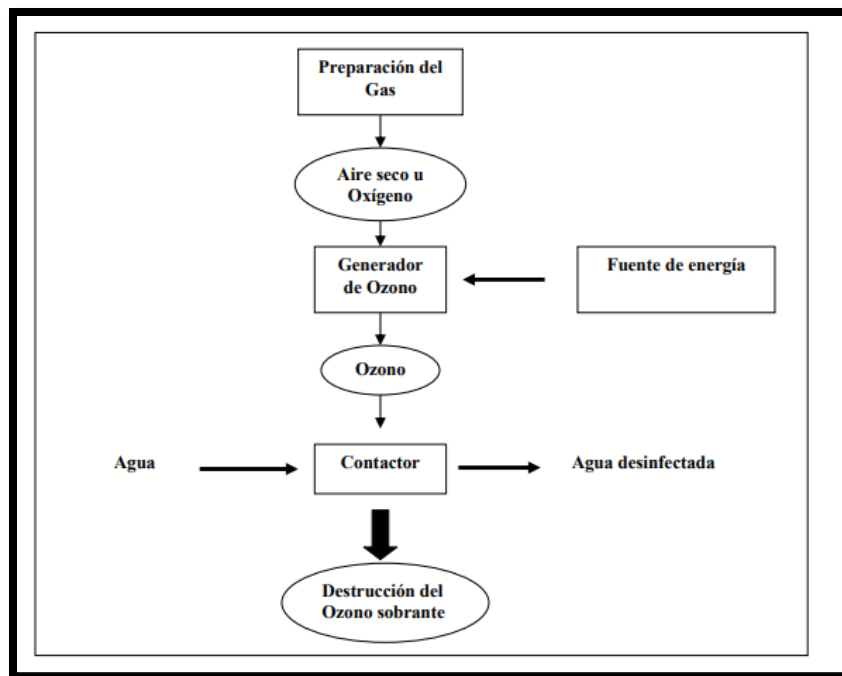 Preparación del
Gas
Aire seco u
Oxígeno
Generador
de Ozono
Fuente de energía
Ozono
Agua
Contactor
Agua desinfectada
Destrucción del
Ozono sobrante